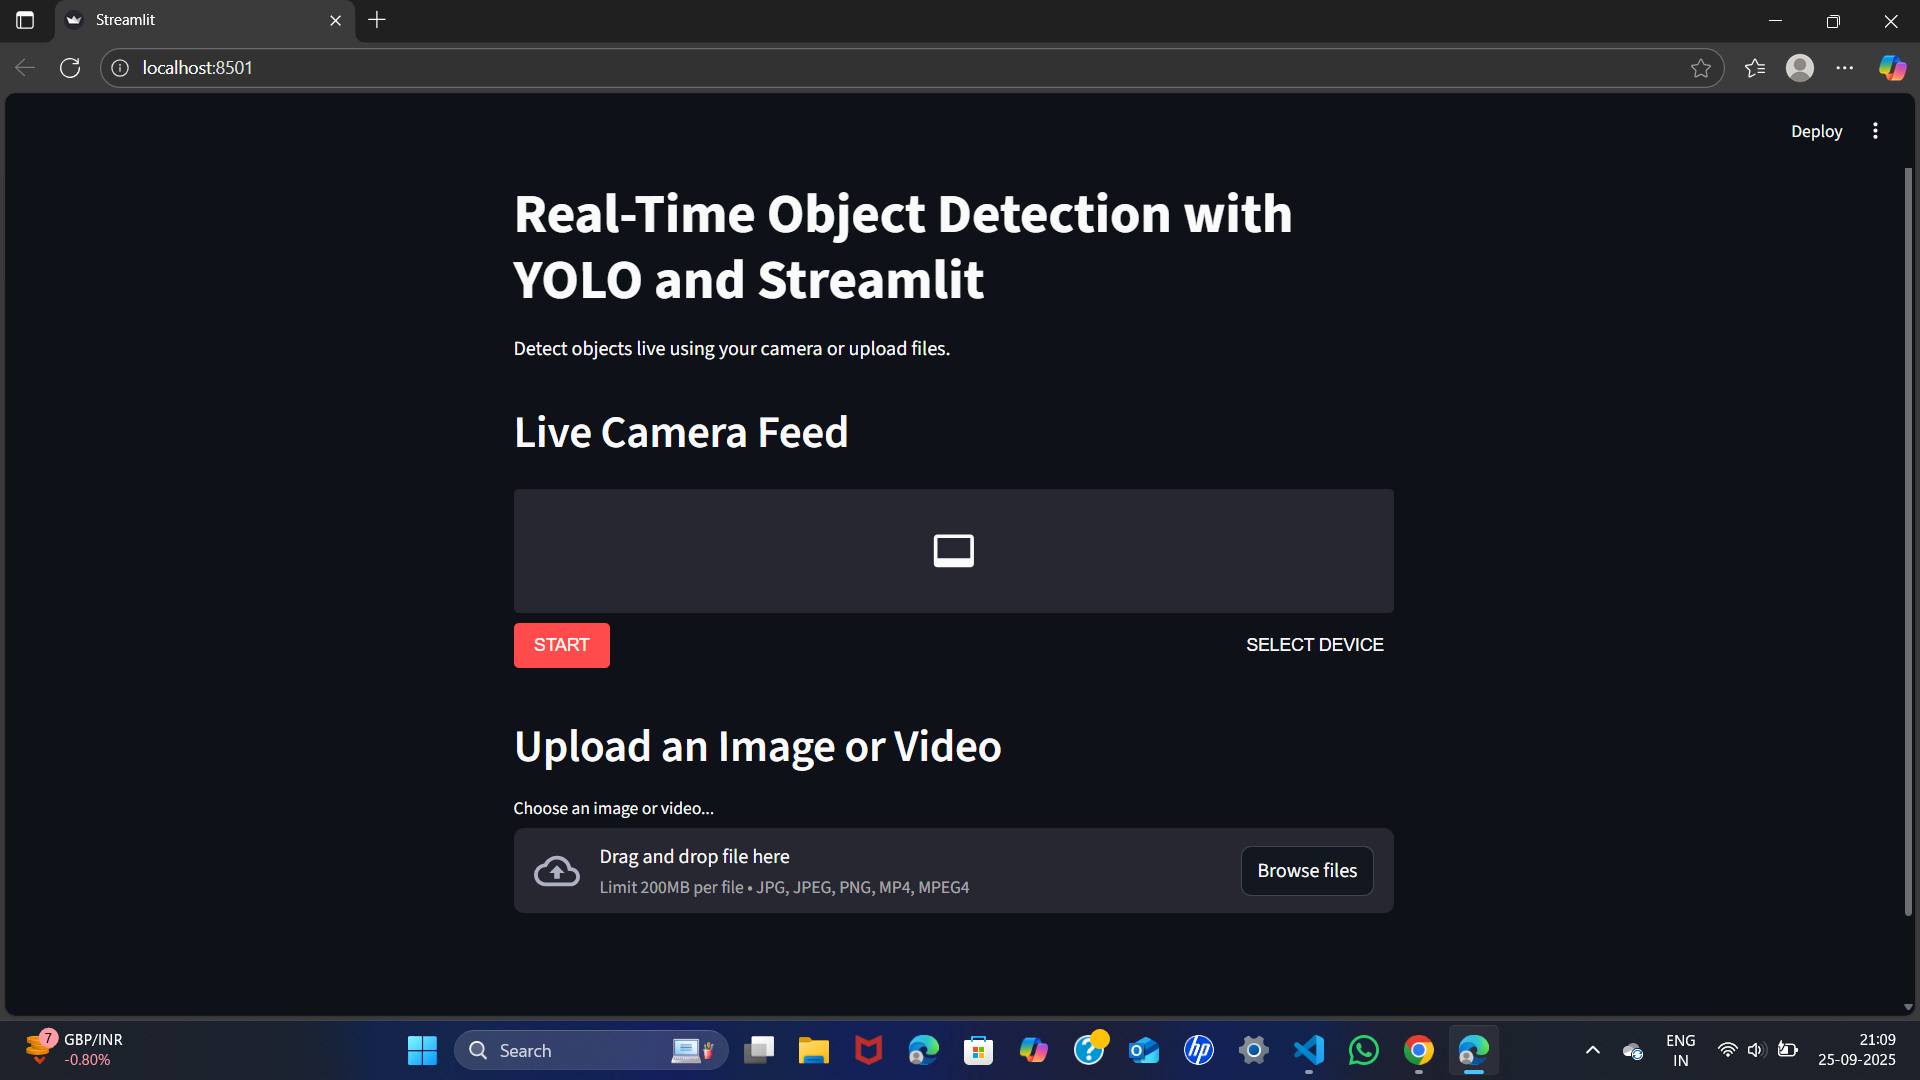 Streamlit
localhost:8501
Deploy
Real-Time Object Detection with
YOLO and Streamlit
Detect objects live using your camera or upload files.
Live Camera Feed
START
SELECT DEVICE
Upload an Image or Video
Choose an image or video...
Drag and drop file here
Limit 200MB per file • JPG, JPEG, PNG, MP4, MPEG4
Browse files
7
GBP/INR
-0.80%
Search
hp
ENG
IN
21:09
25-09-2025